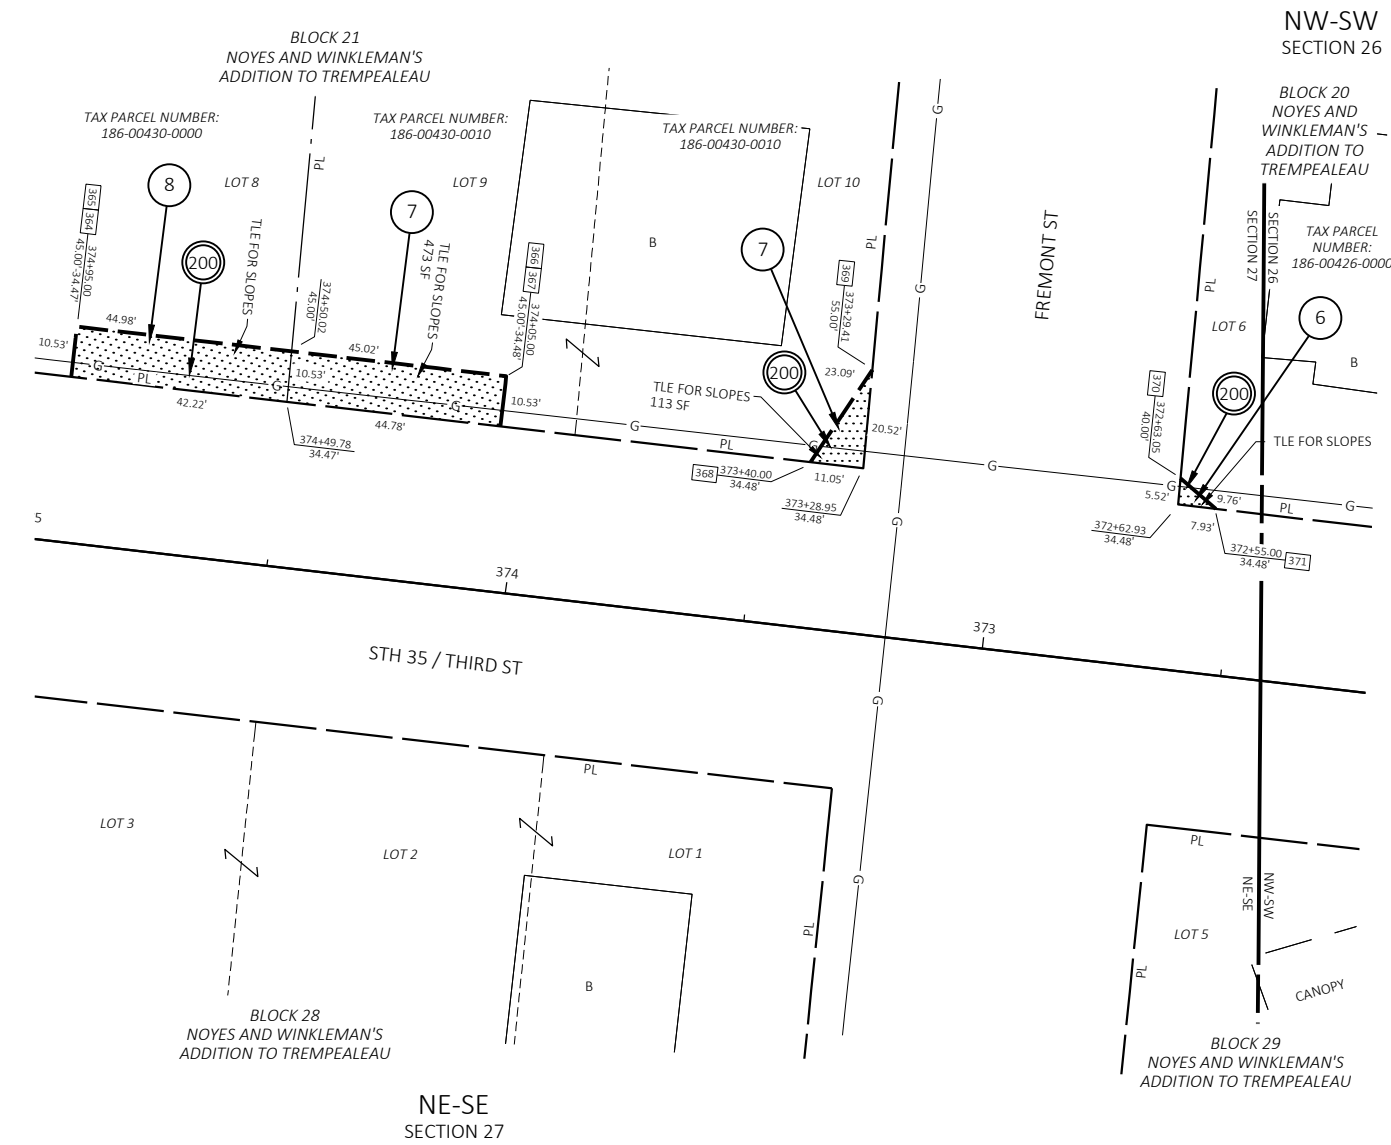 NW-SW
SECTION 26
BLOCK 21
NOYES AND WINKLEMAN'S
ADDITION TO TREMPEALEAU
BLOCK 20
NOYES AND
WINKLEMAN'S
ADDITION TO
TREMPEALEAU
TAX PARCEL NUMBER:
186-00430-0000
TAX PARCEL NUMBER:
186-00430-0010
TAX PARCEL NUMBER:
186-00430-0010
TAX PARCEL
NUMBER:
186-00426-0000
8
LOT 8
PL
7
LOT 9
B
LOT 10
7
G
PL
FREMONT ST
PL
SECTION 27
SECTION 26
LOT 6
6
B
365
364
374+95.00
45.00'-34.47'
200
TLE FOR SLOPES
374+50.02
45.00'
TLE FOR SLOPES
473 SF
366
367
374+05.00
45.00'-34.48'
369
373+29.41
55.00'
G
44.98'
45.02'
10.53'
10.53'
10.53'
G
PL
G
G
42.22'
44.78'
374+49.78
34.47'
TLE FOR SLOPES
113 SF
200
23.09'
20.52'
G
PL
G
368
373+40.00
34.48'
11.05'
373+28.95
34.48'
370
372+63.05
40.00'
200
TLE FOR SLOPES
G
G
5.52'
9.76'
PL
G
7.93'
372+62.93
34.48'
372+55.00
34.48'
371
G
5
374
373
STH 35 / THIRD ST
G
PL
LOT 3
LOT 2
LOT 1
G
PL
B
PL
NE-SE
NW-SW
LOT 5
PL
CANOPY
BLOCK 28
NOYES AND WINKLEMAN'S
ADDITION TO TREMPEALEAU
BLOCK 29
NOYES AND WINKLEMAN'S
ADDITION TO TREMPEALEAU
NE-SE
SECTION 27